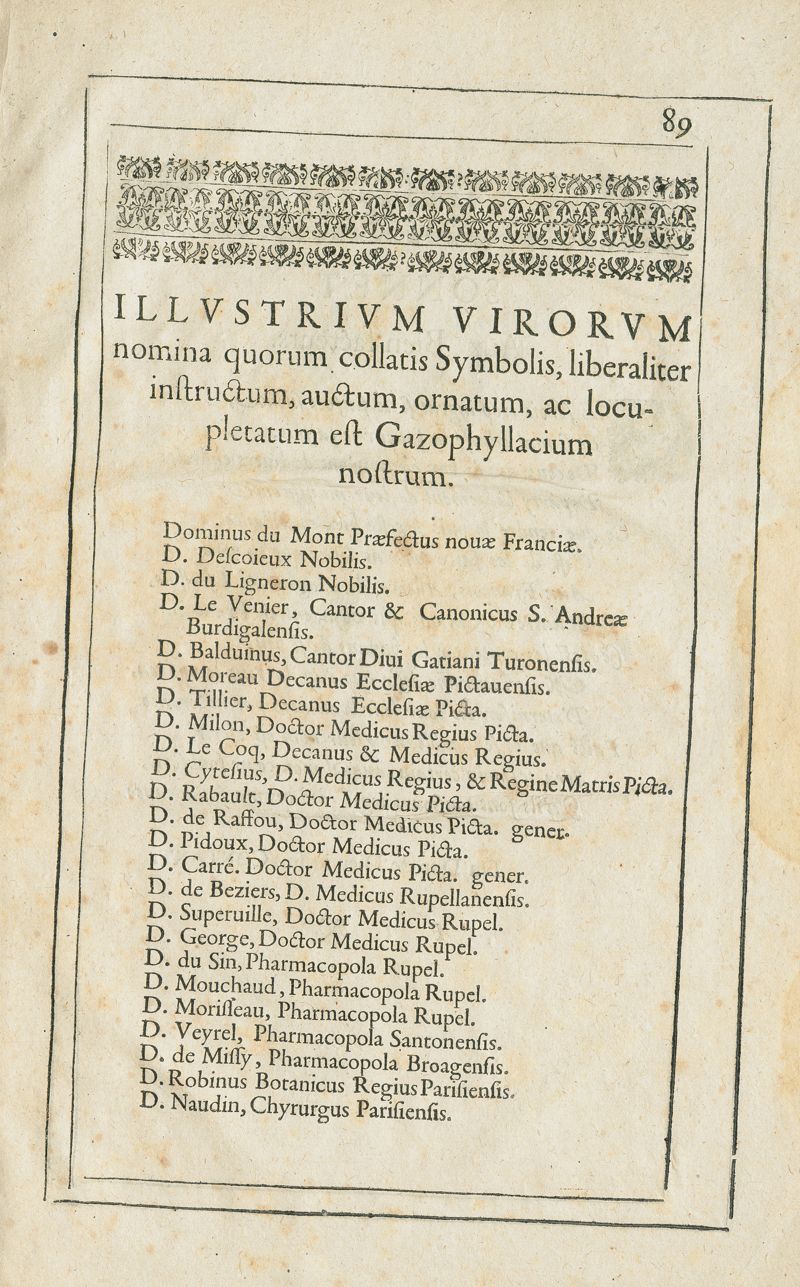 89
ILLVSTRIVM VIRORVM
nomina quorum collatis Symbolis, liberaliter
inſtructum, auctum, ornatum, ac locu-
pletatum eſt Gazophyllacium
noſtrum.
Dominus du Mont Præfectus nouæ Franciæ.
D. Deſcoieux Nobilis.
D. du Ligneron Nobilis.
D. Le Venier, Cantor & Canonicus S. Andreæ
Burdigalenſis.
D. Balduinus, Cantor Diui Gatiani Turonenſis.
D. Moreau Decanus Eccleſiæ Pictauenſis.
D. Tillier, Decanus Eccleſiæ Picta.
D. Milon, Doctor Medicus Regius Picta.
D. Le Coq, Decanus & Medicus Regius.
D. Cyteſius, D. Medicus Regius, & Regine Matris Picta.
D. Rabault, Doctor Medicus Picta.
D. de Raffou, Doctor Medicus Picta. gener.
D. Pidoux, Doctor Medicus Picta.
D. Carré. Doctor Medicus Picta. gener.
D. de Beziers, D. Medicus Rupellanenſis.
D. Superuille, Doctor Medicus Rupel.
D. George, Doctor Medicus Rupel.
D. du Sin, Pharmacopola Rupel.
D. Mouchaud, Pharmacopola Rupel.
D. Moriſſeau, Pharmacopola Rupel.
D. Veyrel, Pharmacopola Santonenſis.
D. de Miſſy, Pharmacopola Broagenſis.
D. Robinus Botanicus Regius Pariſienſis.
D. Naudin, Chyrurgus Pariſienſis.